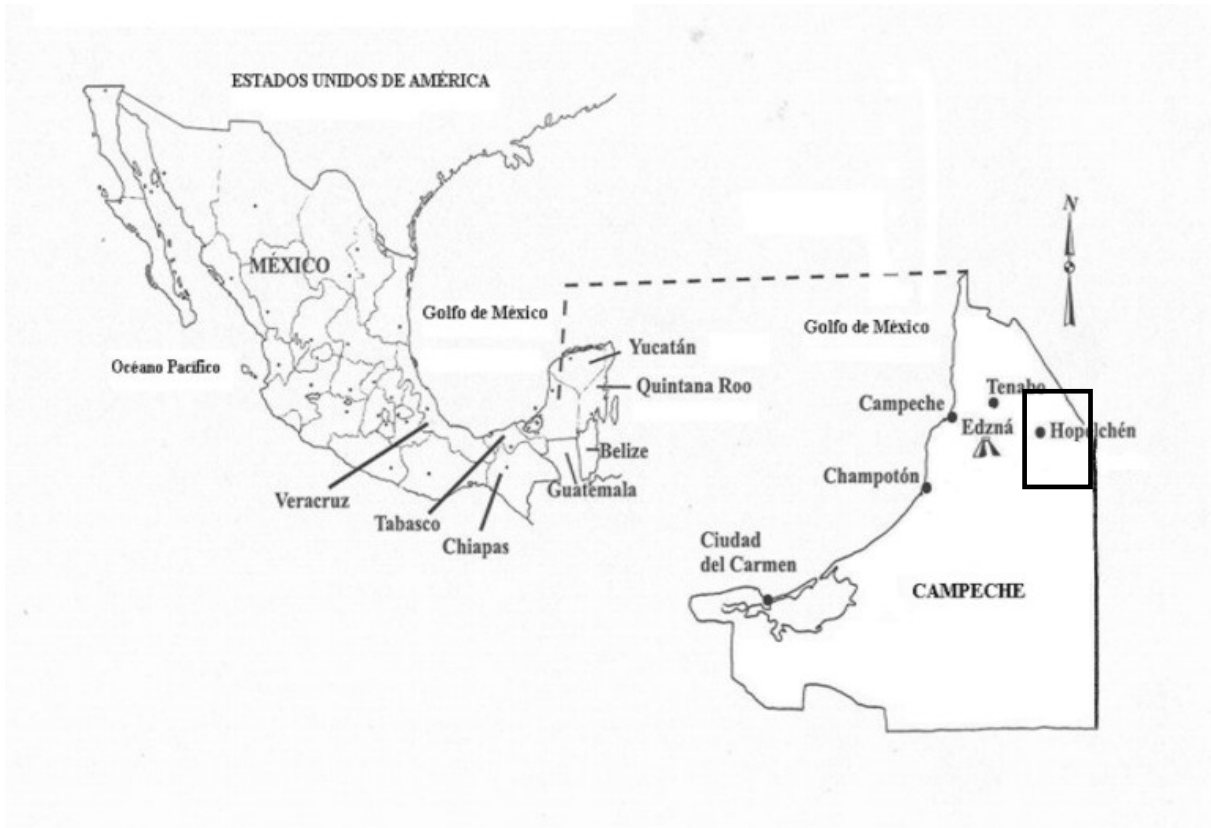 ESTADOS UNIDOS DE AMÉRICA
N
MÉXICO
Golfo de México
Golfo de México
Océano Pacífico
Yucatán
Quintana Roo
Belize
Guatemala
Veracruz
Tabasco
Chiapas
Tenabo
Campeche
Edzná
Hopelchén
Champotón
Ciudad
del Carmen
CAMPECHE